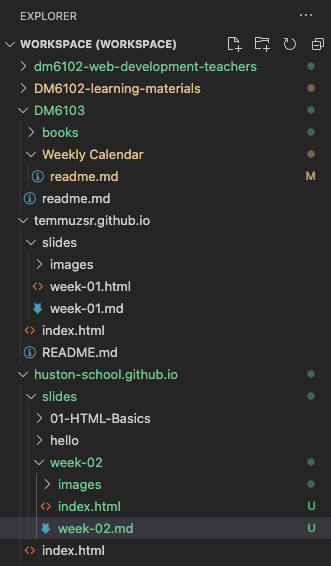 EXPLORER
WORKSPACE (WORKSPACE)
dm6102-web-development-teachers
DM6102-learning-materials
DM6103
books
Weekly Calendar
readme.md M
readme.md
temmuzsr.github.io
slides
images
week-01.html
week-01.md
index.html
README.md
huston-school.github.io
slides
01-HTML-Basics
hello
week-02
images
index.html U
week-02.md U
index.html